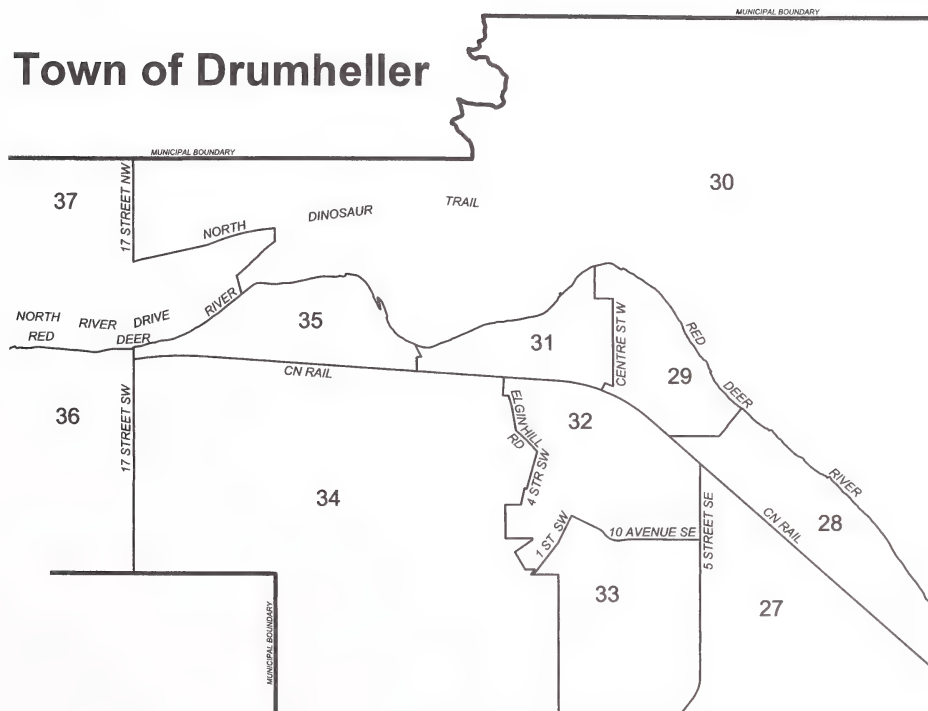 MUNICIPAL BOUNDARY
Town of Drumheller
MUNICIPAL BOUNDARY
37
17 STREET NW
30
NORTH
DINOSAUR
TRAIL
NORTH
RIVER
DRIVE
RED
DEER
RIVER
35
31
CENTRE ST W
29
RED
DEER
RIVER
CN RAIL
36
17 STREET SW
34
ELGIN HILL
RD
32
4 STR SW
1 ST SW
10 AVENUE SE
5 STREET SE
CN RAIL
28
33
27
MUNICIPAL BOUNDARY